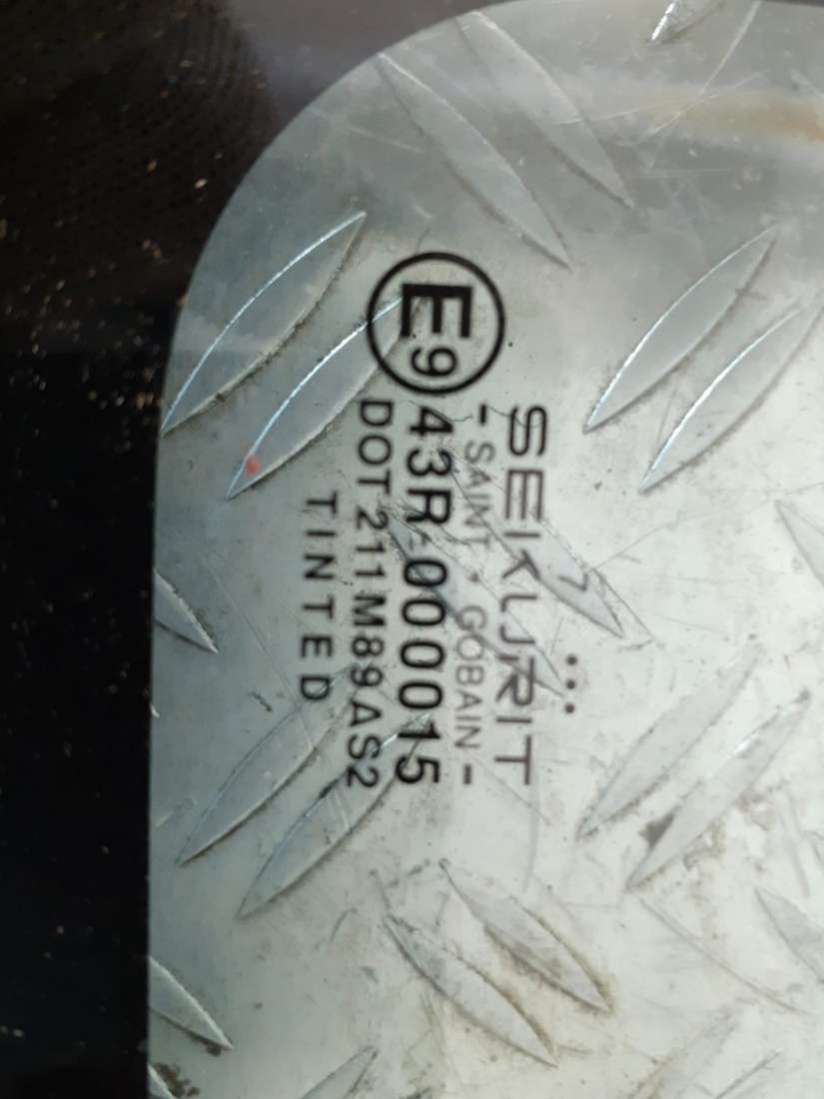 ...
SEKURIT
- SAINT - GOBAIN -
E9 43R-000015
DOT 211 M89 AS2
TINTED